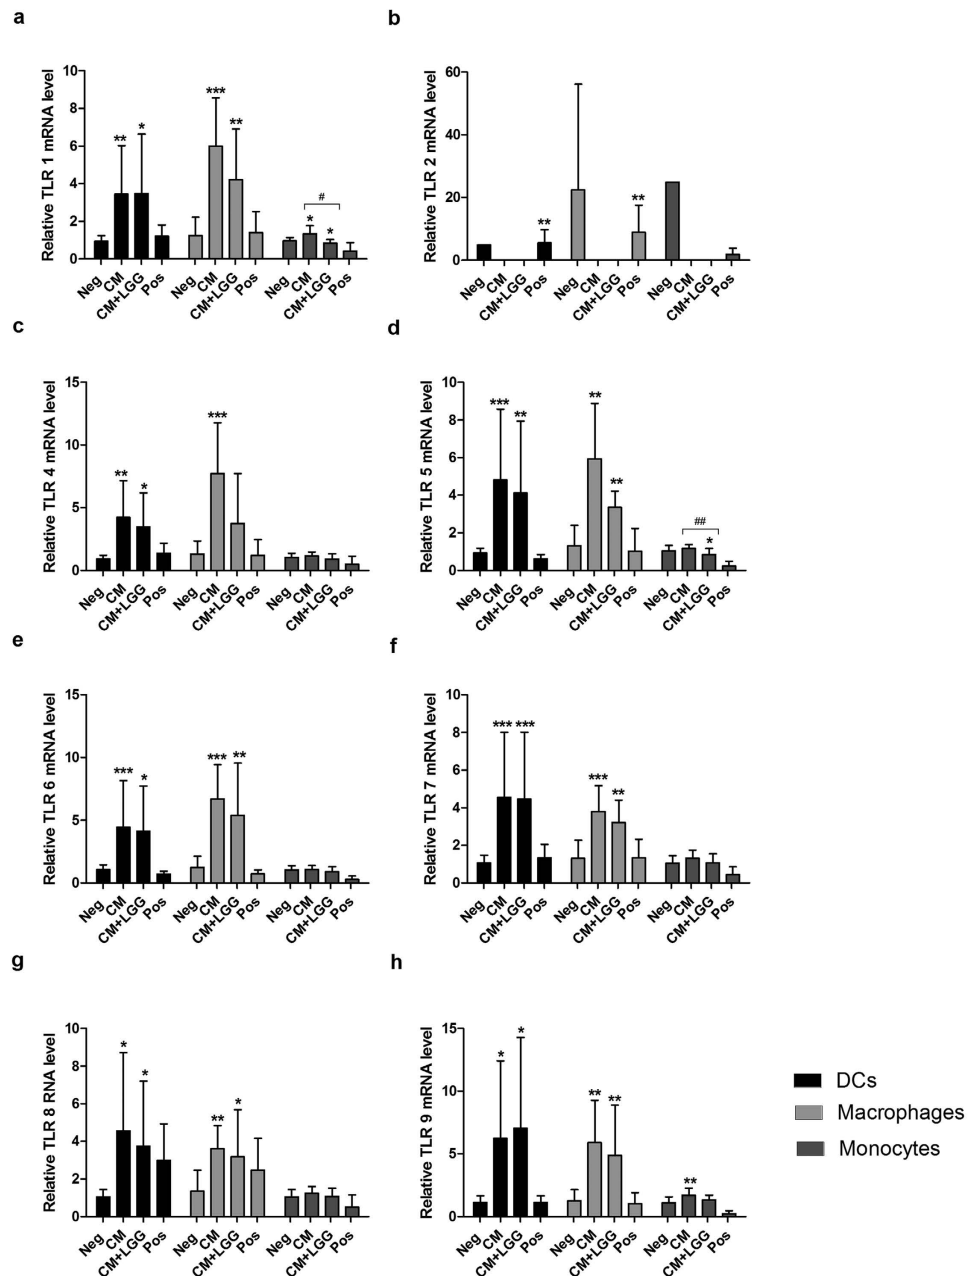 a
b
Relative TLR 1 mRNA level
10
8
6
4
2
0
** * *** ** * * #
Neg CM CM+LGG Pos Neg CM CM+LGG Pos Neg CM CM+LGG Pos
Relative TLR 2 mRNA level
60
40
20
0
** **
Neg CM CM+LGG Pos Neg CM CM+LGG Pos Neg CM CM+LGG Pos
c
d
Relative TLR 4 mRNA level
15
10
5
0
** * ***
Neg CM CM+LGG Pos Neg CM CM+LGG Pos Neg CM CM+LGG Pos
Relative TLR 5 mRNA level
10
8
6
4
2
0
*** ** ** ** ## *
Neg CM CM+LGG Pos Neg CM CM+LGG Pos Neg CM CM+LGG Pos
e
f
Relative TLR 6 mRNA level
15
10
5
0
*** * *** **
Neg CM CM+LGG Pos Neg CM CM+LGG Pos Neg CM CM+LGG Pos
Relative TLR 7 mRNA level
10
8
6
4
2
0
*** *** *** **
Neg CM CM+LGG Pos Neg CM CM+LGG Pos Neg CM CM+LGG Pos
g
h
Relative TLR 8 RNA level
10
8
6
4
2
0
* * ** *
Neg CM CM+LGG Pos Neg CM CM+LGG Pos Neg CM CM+LGG Pos
Relative TLR 9 mRNA level
15
10
5
0
* * ** ** **
Neg CM CM+LGG Pos Neg CM CM+LGG Pos Neg CM CM+LGG Pos
DCs
Macrophages
Monocytes